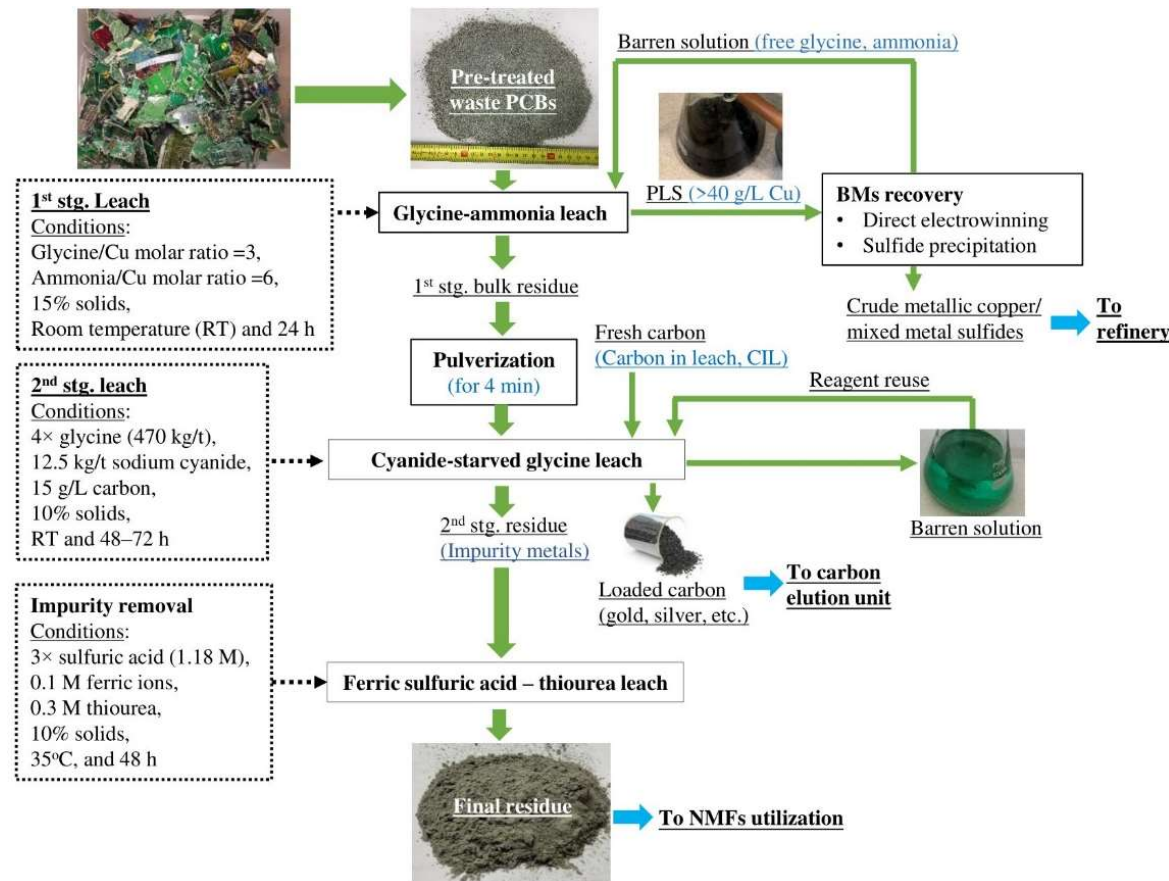 Barren solution (free glycine, ammonia)
Pre-treated
waste PCBs
1st stg. Leach
Conditions:
Glycine/Cu molar ratio =3,
Ammonia/Cu molar ratio =6,
15% solids,
Room temperature (RT) and 24 h
Glycine-ammonia leach
PLS (>40 g/L Cu)
BMs recovery
• Direct electrowinning
• Sulfide precipitation
1st stg. bulk residue
Crude metallic copper/
mixed metal sulfides
To
refinery
Pulverization
(for 4 min)
Fresh carbon
(Carbon in leach, CIL)
Reagent reuse
2nd stg. leach
Conditions:
4× glycine (470 kg/t),
12.5 kg/t sodium cyanide,
15 g/L carbon,
10% solids,
RT and 48–72 h
Cyanide-starved glycine leach
Barren solution
2nd stg. residue
(Impurity metals)
Loaded carbon
(gold, silver, etc.)
To carbon
elution unit
Impurity removal
Conditions:
3× sulfuric acid (1.18 M),
0.1 M ferric ions,
0.3 M thiourea,
10% solids,
35ºC, and 48 h
Ferric sulfuric acid – thiourea leach
Final residue
To NMFs utilization